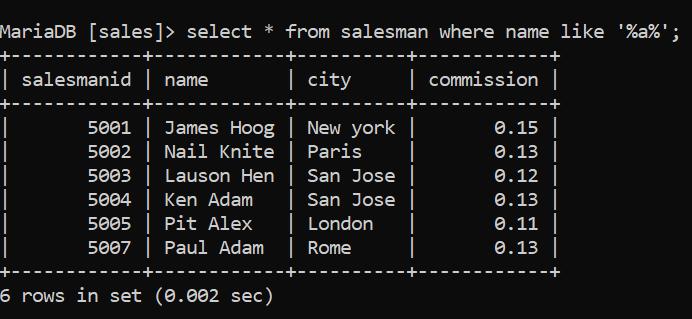 MariaDB [sales]> select * from salesman where name like '%a%';
+------------+------------+----------+------------+
| salesmanid | name       | city     | commission |
+------------+------------+----------+------------+
|       5001 | James Hoog | New york |       0.15 |
|       5002 | Nail Knite | Paris    |       0.13 |
|       5003 | Lauson Hen | San Jose |       0.12 |
|       5004 | Ken Adam   | San Jose |       0.13 |
|       5005 | Pit Alex   | London   |       0.11 |
|       5007 | Paul Adam  | Rome     |       0.13 |
+------------+------------+----------+------------+
6 rows in set (0.002 sec)